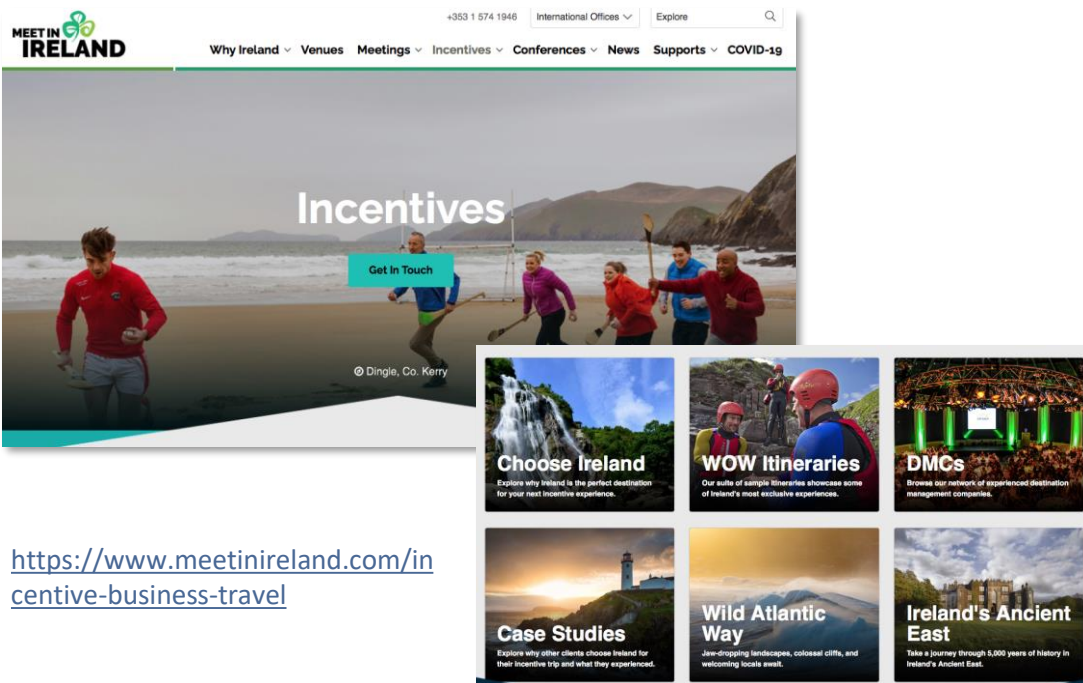 +353 1 574 1946 International Offices Explore
MEET IN
IRELAND
Why Ireland Venues Meetings Incentives Conferences News Supports COVID-19
Incentives
Get In Touch
Dingle, Co. Kerry
Choose Ireland
Explore why Ireland is the perfect destination
for your next incentive experience.
WOW Itineraries
Our suite of sample itineraries showcase some
of Ireland's most exclusive experiences.
DMCs
Browse our network of experienced destination
management companies.
https://www.meetinireland.com/in
centive-business-travel
Case Studies
Explore why other clients choose Ireland for
their incentive trip and what they experienced.
Wild Atlantic
Way
Jaw-dropping landscapes, colossal cliffs, and
welcoming locals await.
Ireland's Ancient
East
Take a journey through 5,000 years of history in
Ireland's Ancient East.